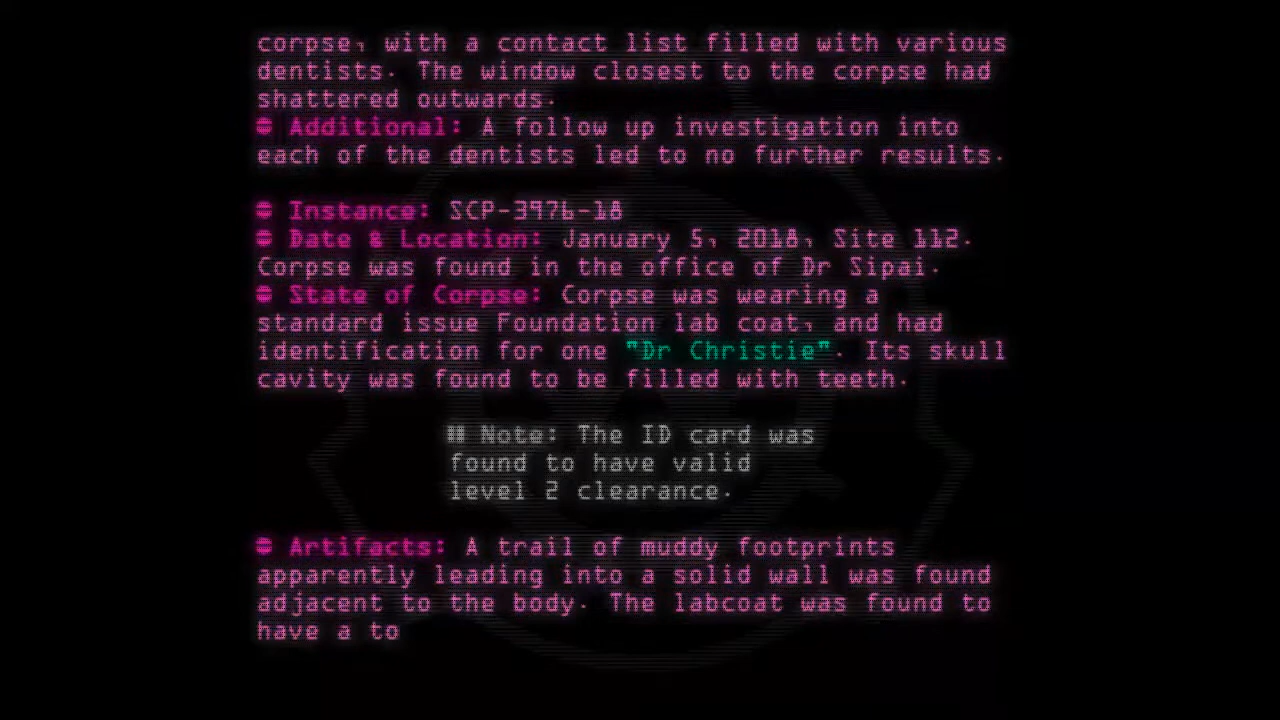 corpse, with a contact list filled with various
dentists. The window closest to the corpse had
shattered outwards.
Additional: A follow up investigation into
each of the dentists led to no further results.
Instance: SCP-3976-18
Date & Location: January 5, 2018, Site 112.
Corpse was found in the office of Dr Sipai.
State of Corpse: Corpse was wearing a
standard issue Foundation lab coat, and had
identification for one "Dr Christie". Its skull
cavity was found to be filled with teeth.
## Note: The ID card was
found to have valid
level 2 clearance.
Artifacts: A trail of muddy footprints
apparently leading into a solid wall was found
adjacent to the body. The labcoat was found to
have a to